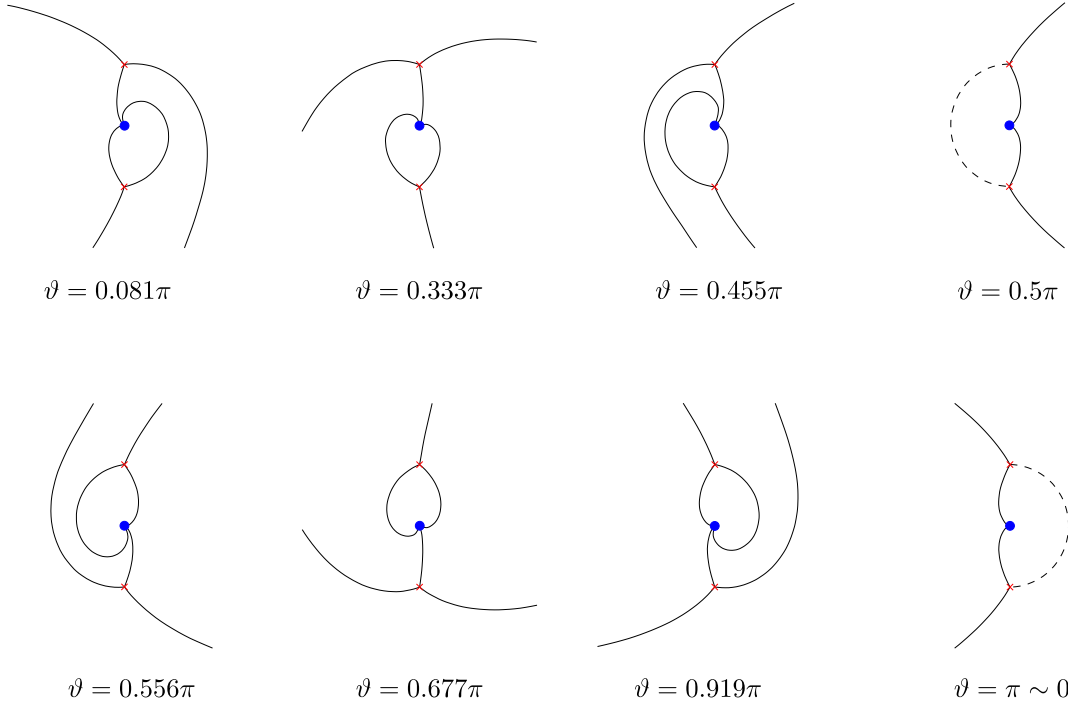 ϑ = 0.081π
ϑ = 0.333π
ϑ = 0.455π
ϑ = 0.5π
ϑ = 0.556π
ϑ = 0.677π
ϑ = 0.919π
ϑ = π ∼ 0